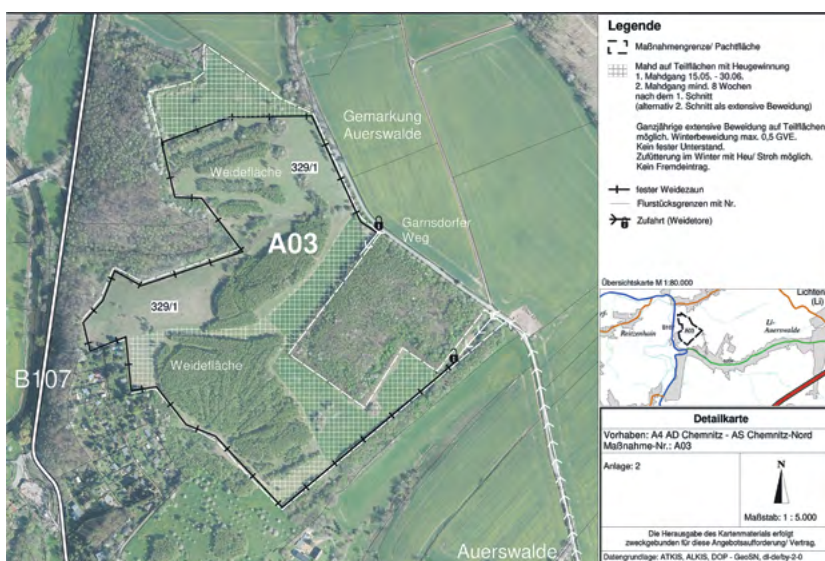 Gemarkung
Auerswalde
Weidefläche
329/1
Garnsdorfer
Weg
A03
329/1
Weidefläche
B107
Auerswalde
Legende
Maßnahmengrenze/ Pachtfläche
Mahd auf Teilflächen mit Heugewinnung
1. Mahdgang 15.05. - 30.06.
2. Mahdgang mind. 8 Wochen
nach dem 1. Schnitt
(alternativ 2. Schnitt als extensive Beweidung)
Ganzjährige extensive Beweidung auf Teilflächen
möglich. Winterbeweidung max. 0,5 GVE.
Kein fester Unterstand.
Zufütterung im Winter mit Heu/ Stroh möglich.
Kein Fremdeintrag.
fester Weidezaun
Flurstücksgrenzen mit Nr.
Zufahrt (Weidetore)
Übersichtskarte M 1:80.000
Lichten
(Li)
Reitzenhain
A03
Li-
Auerswalde
Detailkarte
Vorhaben: A4 AD Chemnitz - AS Chemnitz-Nord
Maßnahme-Nr.: A03
Anlage: 2
N
Maßstab: 1 : 5.000
Die Herausgabe des Kartenmaterials erfolgt
zweckgebunden für diese Angebotsaufforderung/ Vertrag.
Datengrundlage: ATKIS, ALKIS, DOP - GeoSN, dl-de/by-2-0